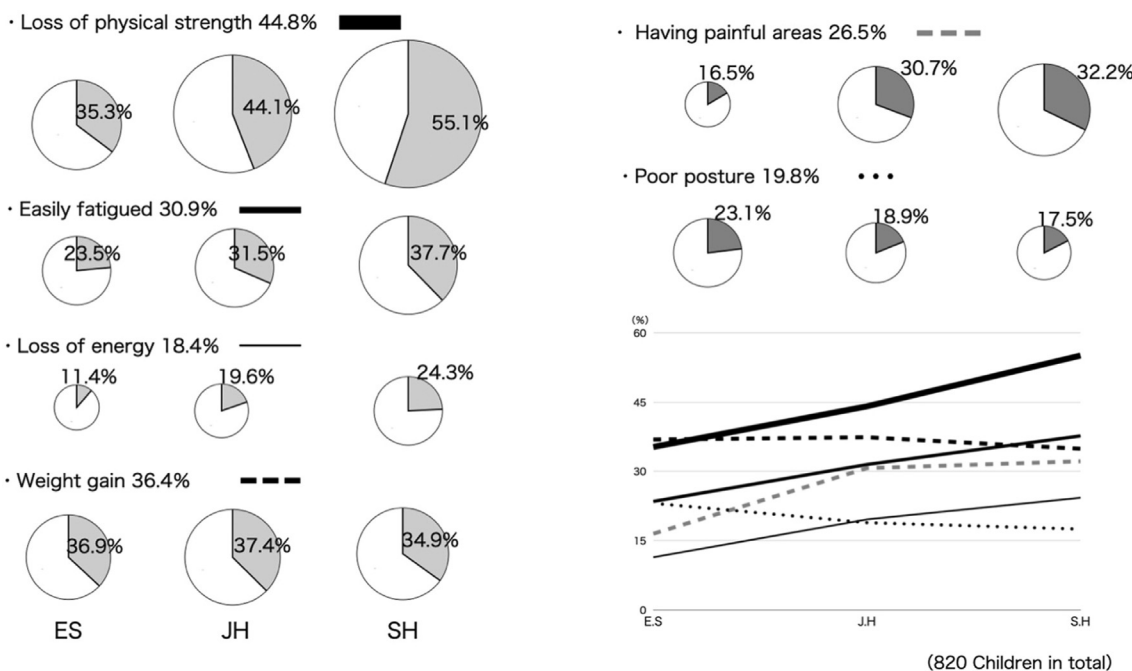 ・Loss of physical strength 44.8%
35.3% 44.1% 55.1%
・Easily fatigued 30.9%
23.5% 31.5% 37.7%
・Loss of energy 18.4%
11.4% 19.6% 24.3%
・Weight gain 36.4%
36.9% 37.4% 34.9%
ES JH SH
・Having painful areas 26.5%
16.5% 30.7% 32.2%
・Poor posture 19.8%
23.1% 18.9% 17.5%
(%)
60
45
30
15
0
E.S J.H S.H
(820 Children in total)